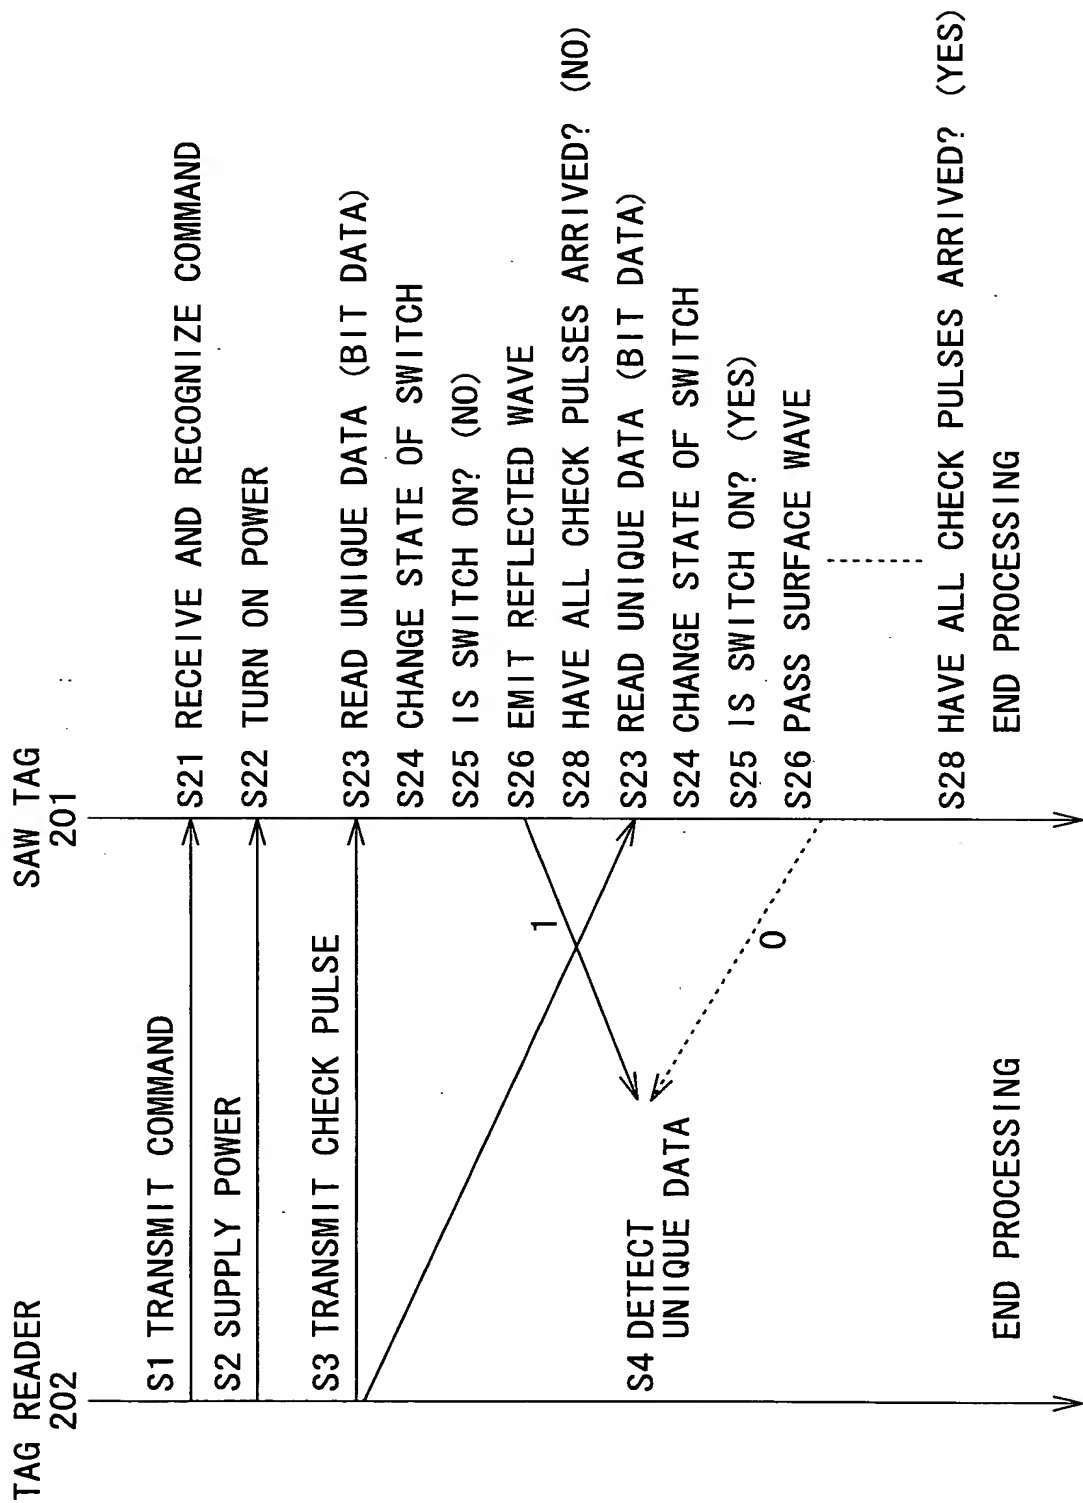 TAG READER
202
SAW TAG
201
S1 TRANSMIT COMMAND
S21 RECEIVE AND RECOGNIZE COMMAND
S2 SUPPLY POWER
S22 TURN ON POWER
S3 TRANSMIT CHECK PULSE
S23 READ UNIQUE DATA (BIT DATA)
S24 CHANGE STATE OF SWITCH
S25 IS SWITCH ON? (NO)
S26 EMIT REFLECTED WAVE
1
S28 HAVE ALL CHECK PULSES ARRIVED? (NO)
S4 DETECT
UNIQUE DATA
S23 READ UNIQUE DATA (BIT DATA)
S24 CHANGE STATE OF SWITCH
S25 IS SWITCH ON? (YES)
0
S26 PASS SURFACE WAVE
S28 HAVE ALL CHECK PULSES ARRIVED? (YES)
END PROCESSING
END PROCESSING